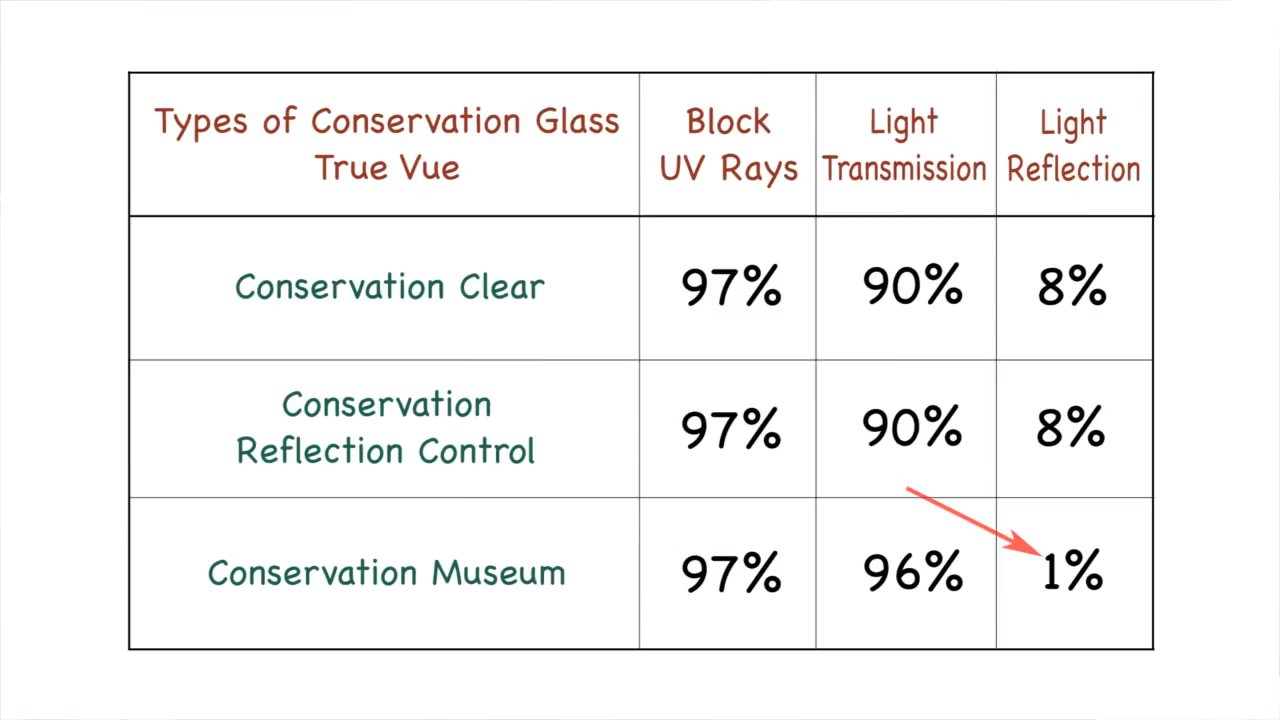 Types of Conservation Glass
True Vue
Block
UV Rays
Light
Transmission
Light
Reflection
Conservation Clear
97%
90%
8%
Conservation
Reflection Control
97%
90%
8%
Conservation Museum
97%
96%
1%